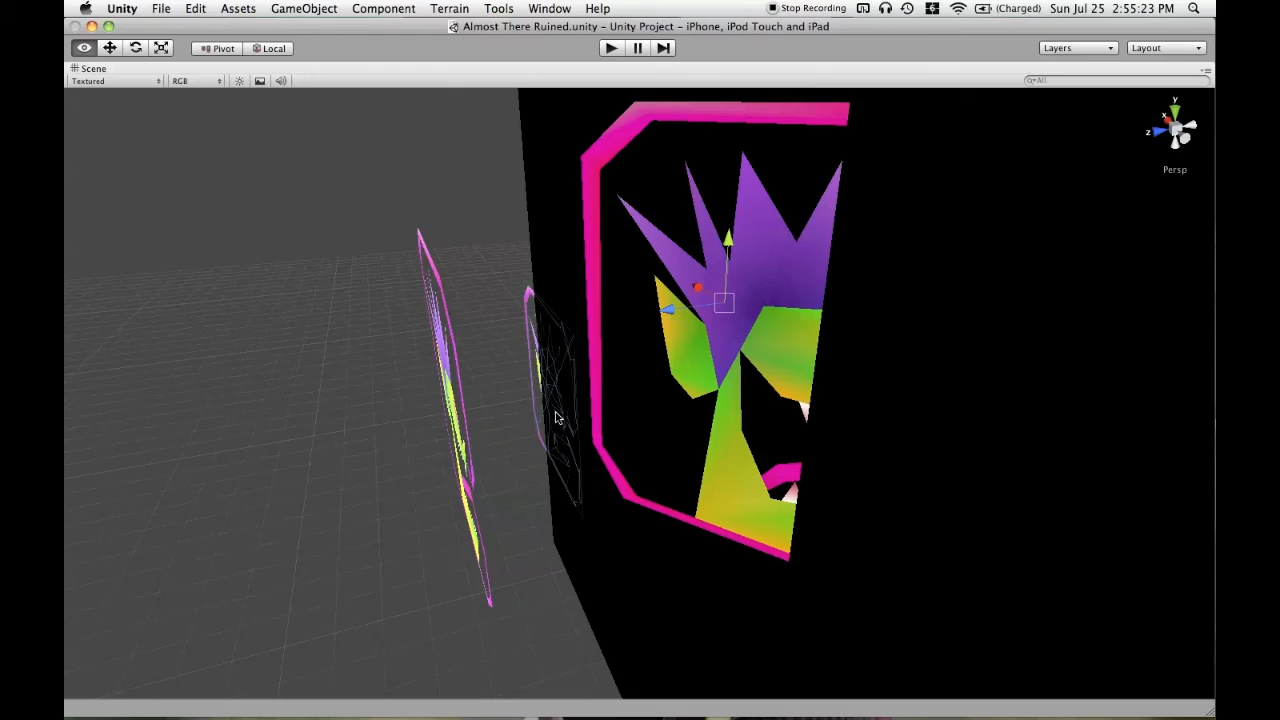 Unity File Edit Assets GameObject Component Terrain Tools Window Help Stop Recording (Charged) Sun Jul 25 2:55:23 PM
Almost There Ruined.unity - Unity Project - iPhone, iPod Touch and iPad
Pivot Local Layers Layout
Scene
Textured RGB All
y
x
z
Persp